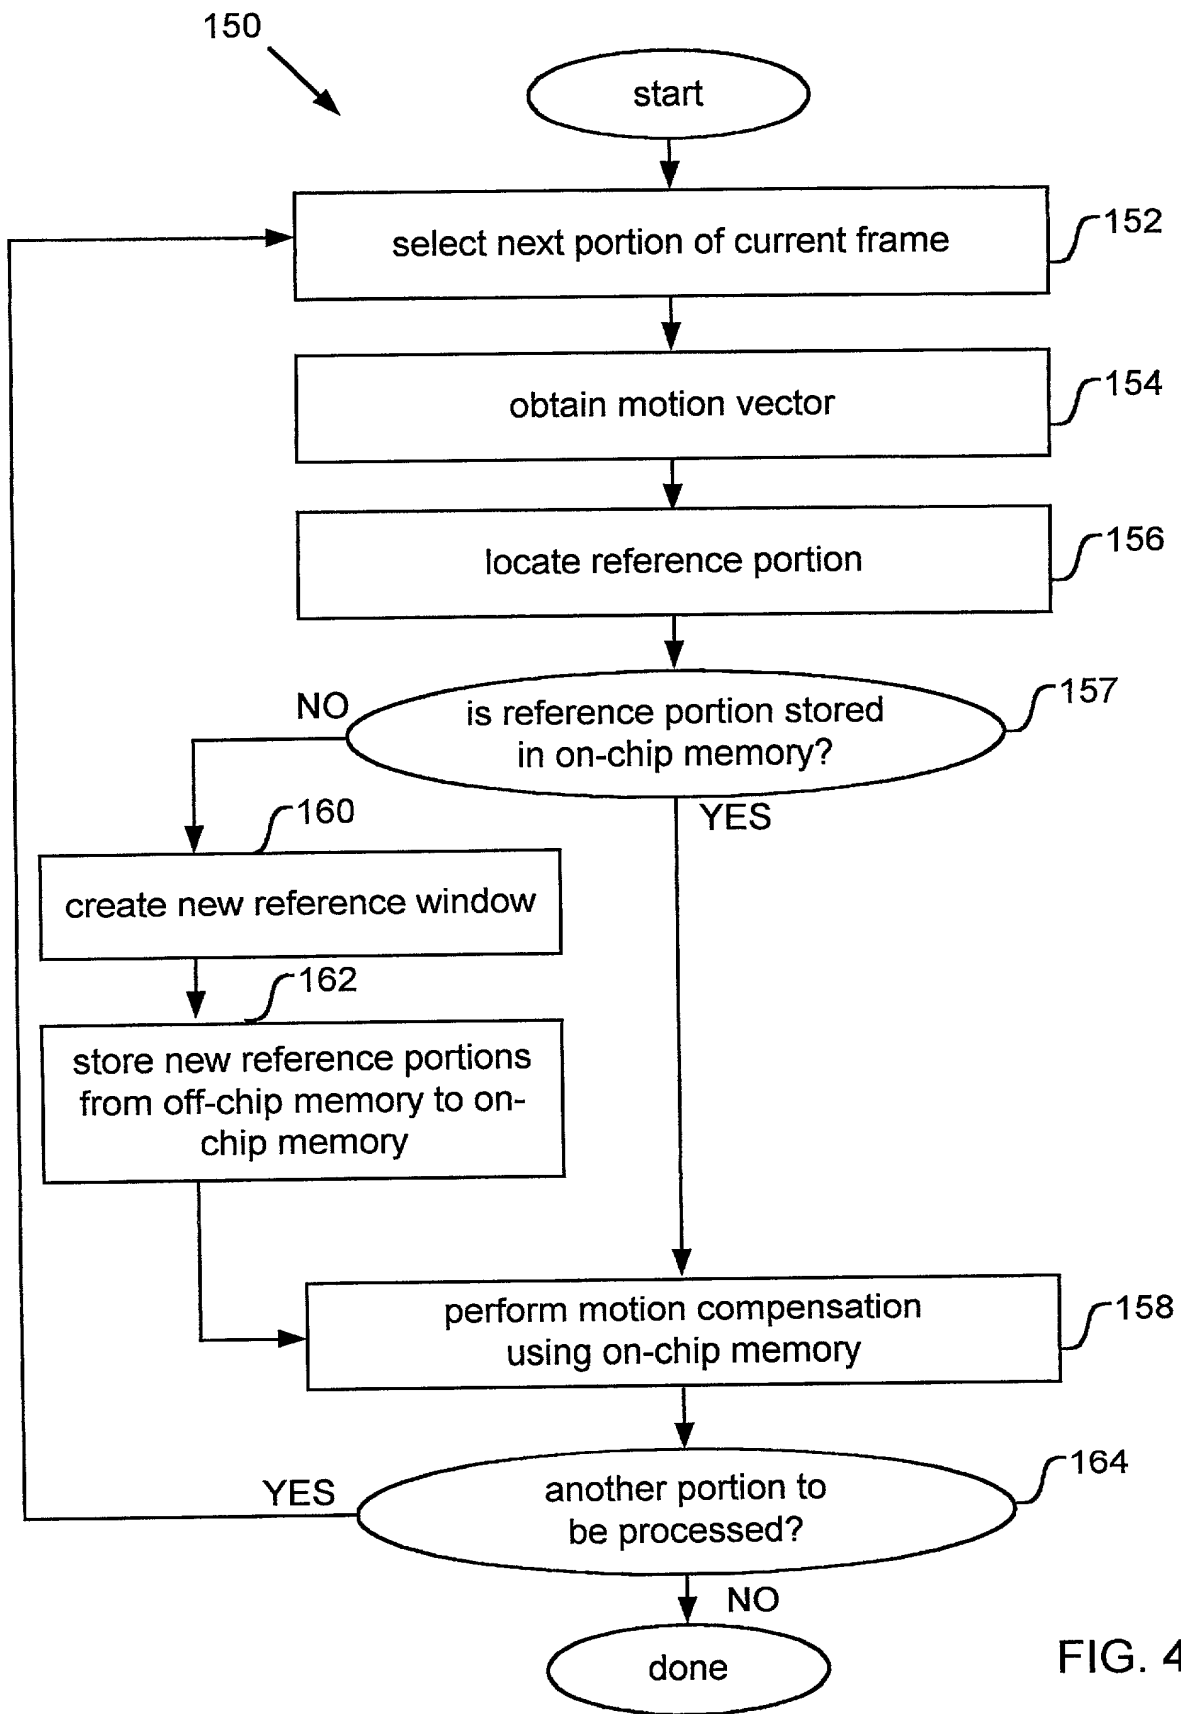 150
start
select next portion of current frame
152
obtain motion vector
154
locate reference portion
156
is reference portion stored
in on-chip memory?
157
NO
YES
160
create new reference window
162
store new reference portions
from off-chip memory to on-
chip memory
perform motion compensation
using on-chip memory
158
another portion to
be processed?
164
YES
NO
done
FIG. 4